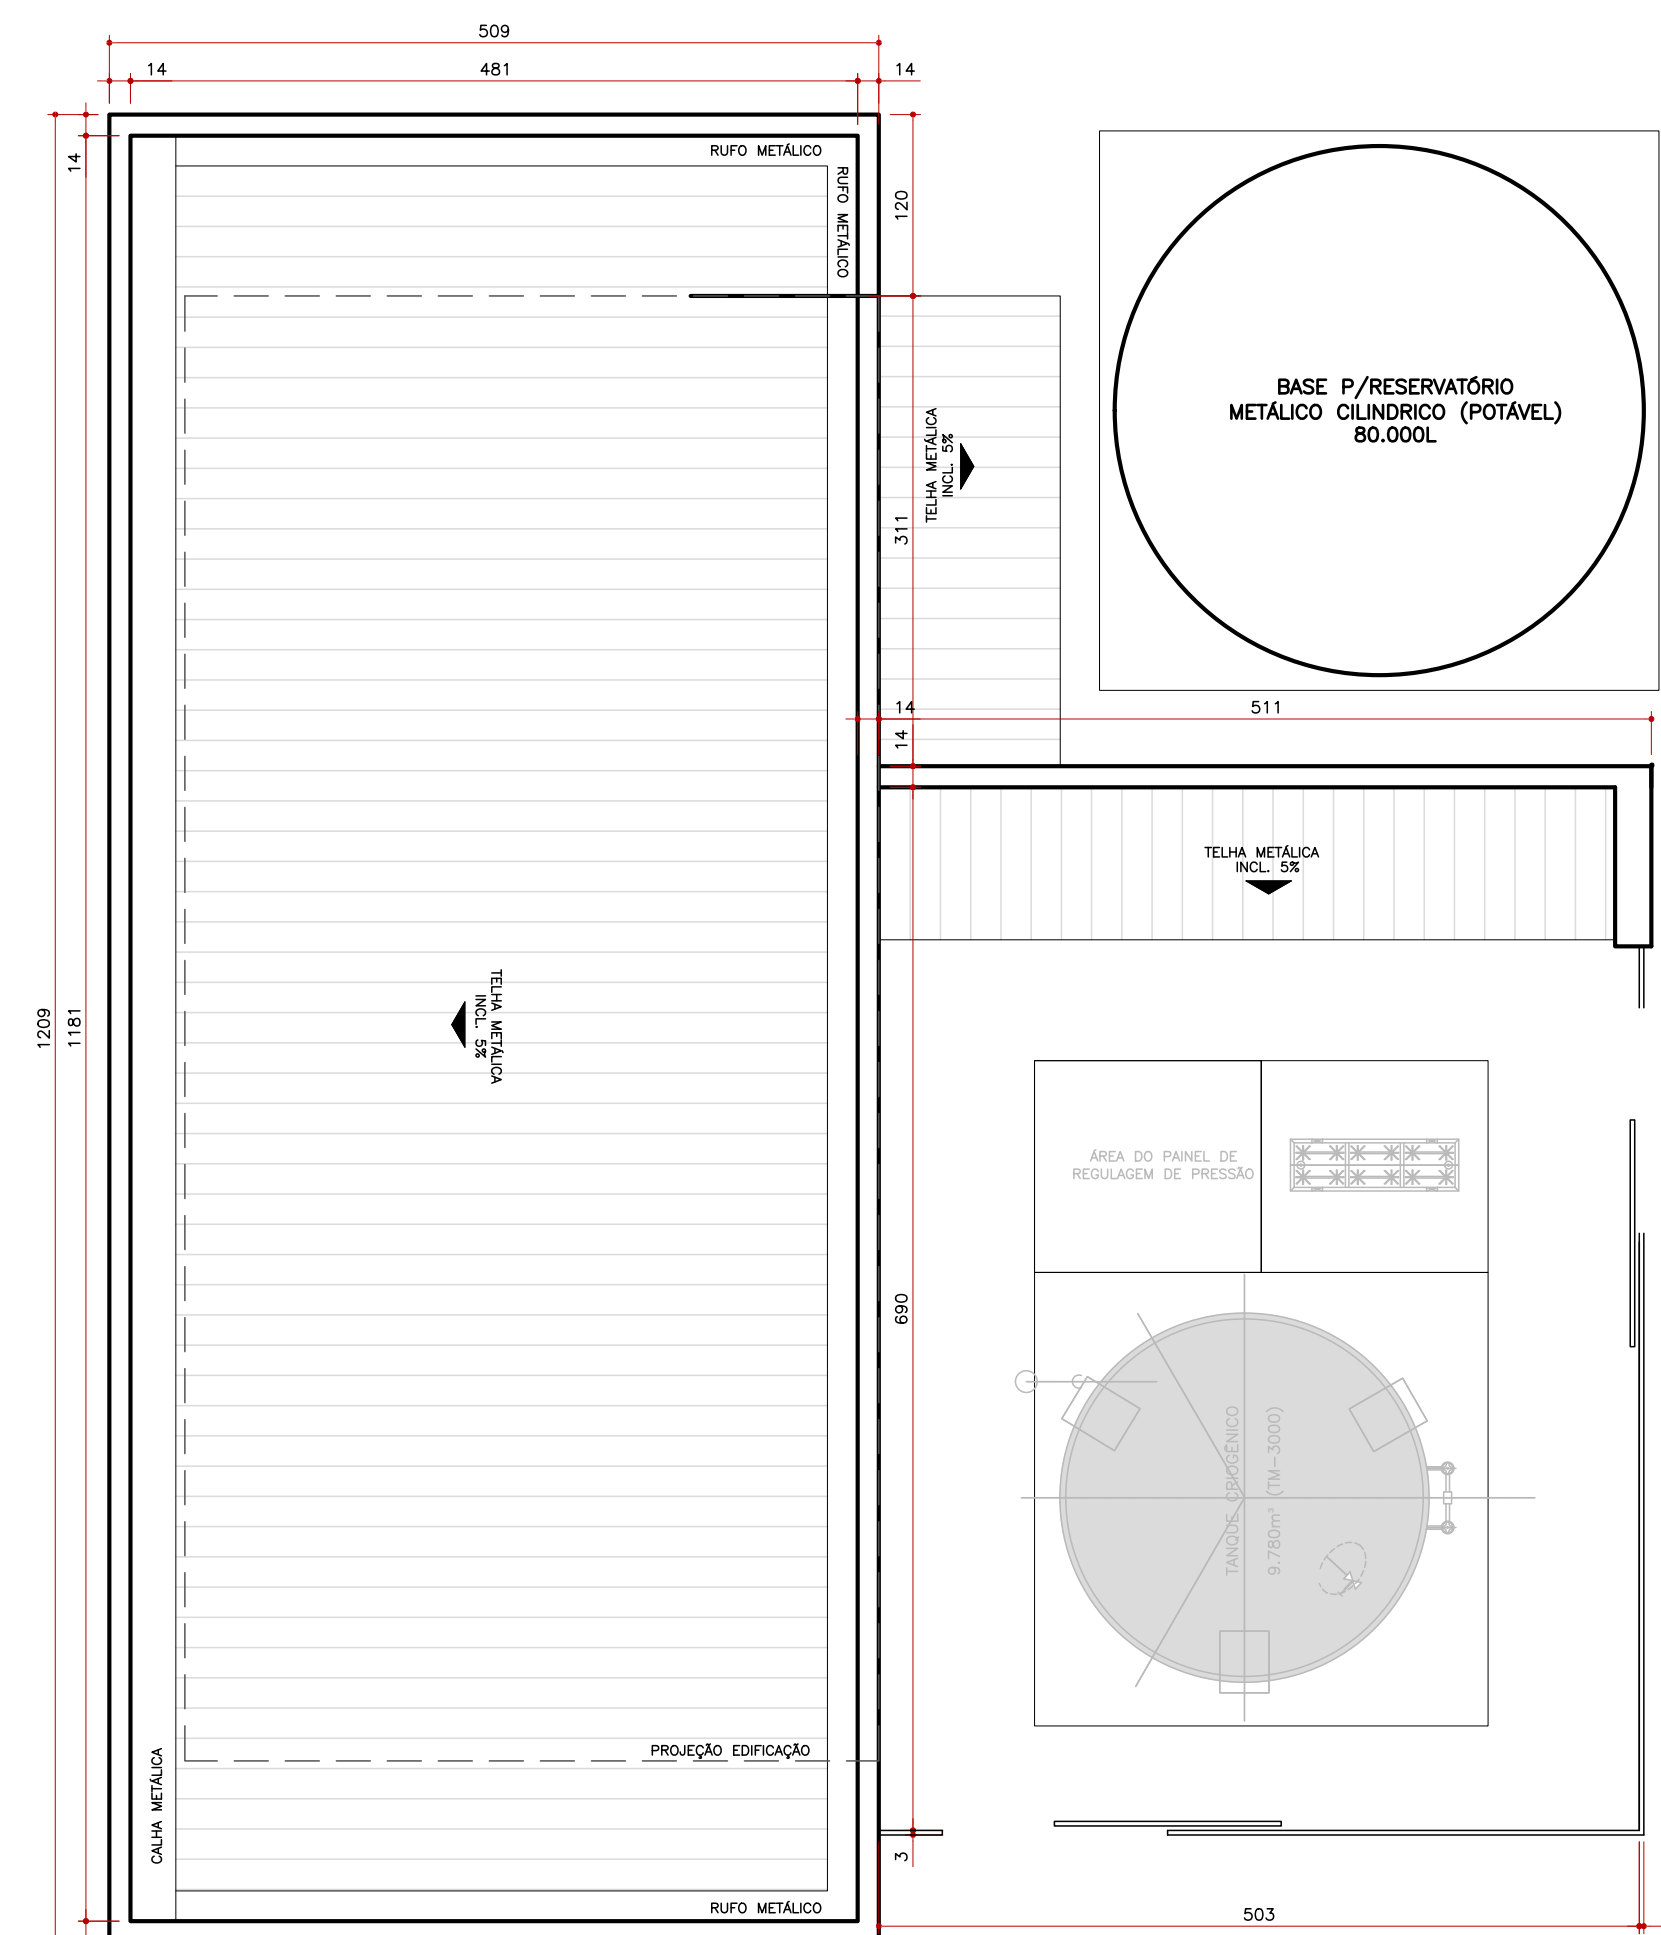 509
14
481
14
14
RUFO METÁLICO
RUFO METÁLICO
120
BASE P/RESERVATÓRIO
METÁLICO CILINDRICO (POTÁVEL)
80.000L
TELHA METÁLICA
INCL. 5%
311
14
511
14
TELHA METÁLICA
INCL. 5%
TELHA METÁLICA
INCL. 5%
1209
1181
ÁREA DO PAINEL DE
REGULAGEM DE PRESSÃO
690
TANQUE CRIOGÊNICO
9.780m³ (TM-3000)
PROJEÇÃO EDIFICAÇÃO
CALHA METÁLICA
3
RUFO METÁLICO
503